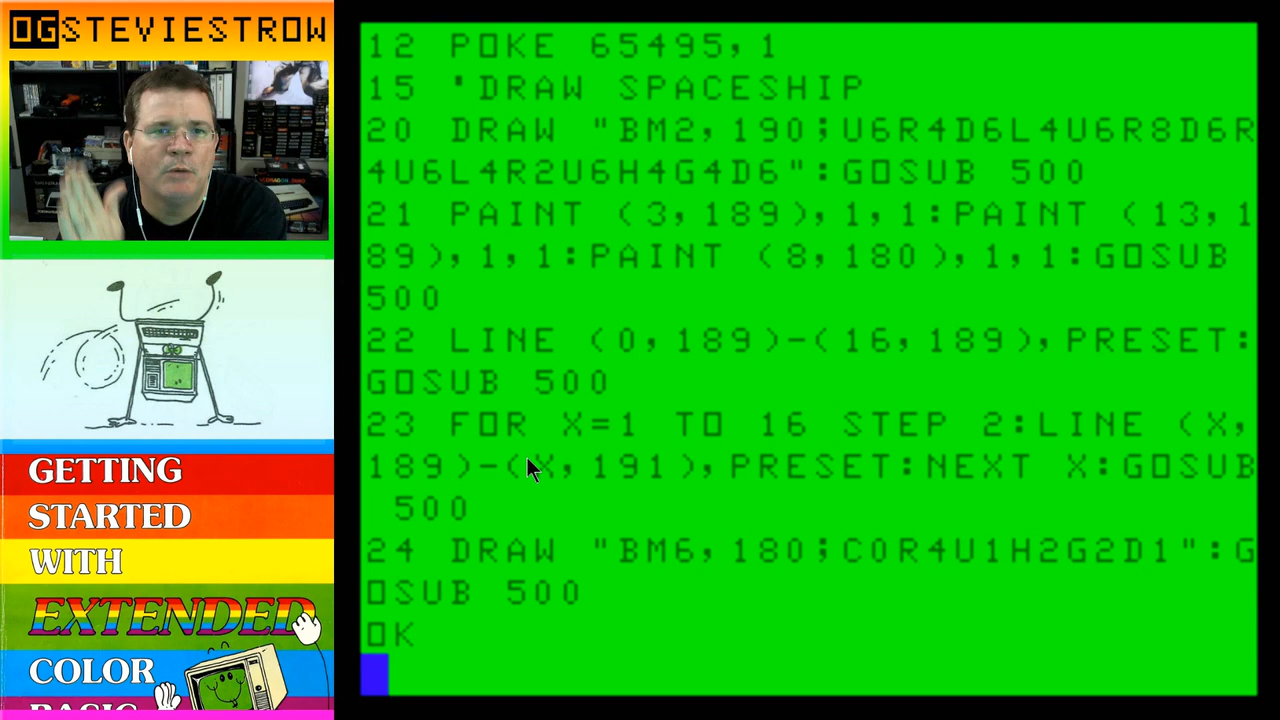 OGSTEVIESTROW
12 POKE 65495,1
15 'DRAW SPACESHIP
20 DRAW "BM2,190;U6R4D6L4U6R8D6R
4U6L4R2U6H4G4D6":GOSUB 500
21 PAINT (3,189),1,1:PAINT (13,1
89),1,1:PAINT (8,180),1,1:GOSUB
500
22 LINE (0,189)-(16,189),PRESET:
GOSUB 500
23 FOR X=1 TO 16 STEP 2:LINE (X,
189)-(X,191),PRESET:NEXT X:GOSUB
 500
24 DRAW "BM6,180;C0R4U1H2G2D1":G
OSUB 500
OK
GETTING
STARTED
WITH
EXTENDED
COLOR
BASIC